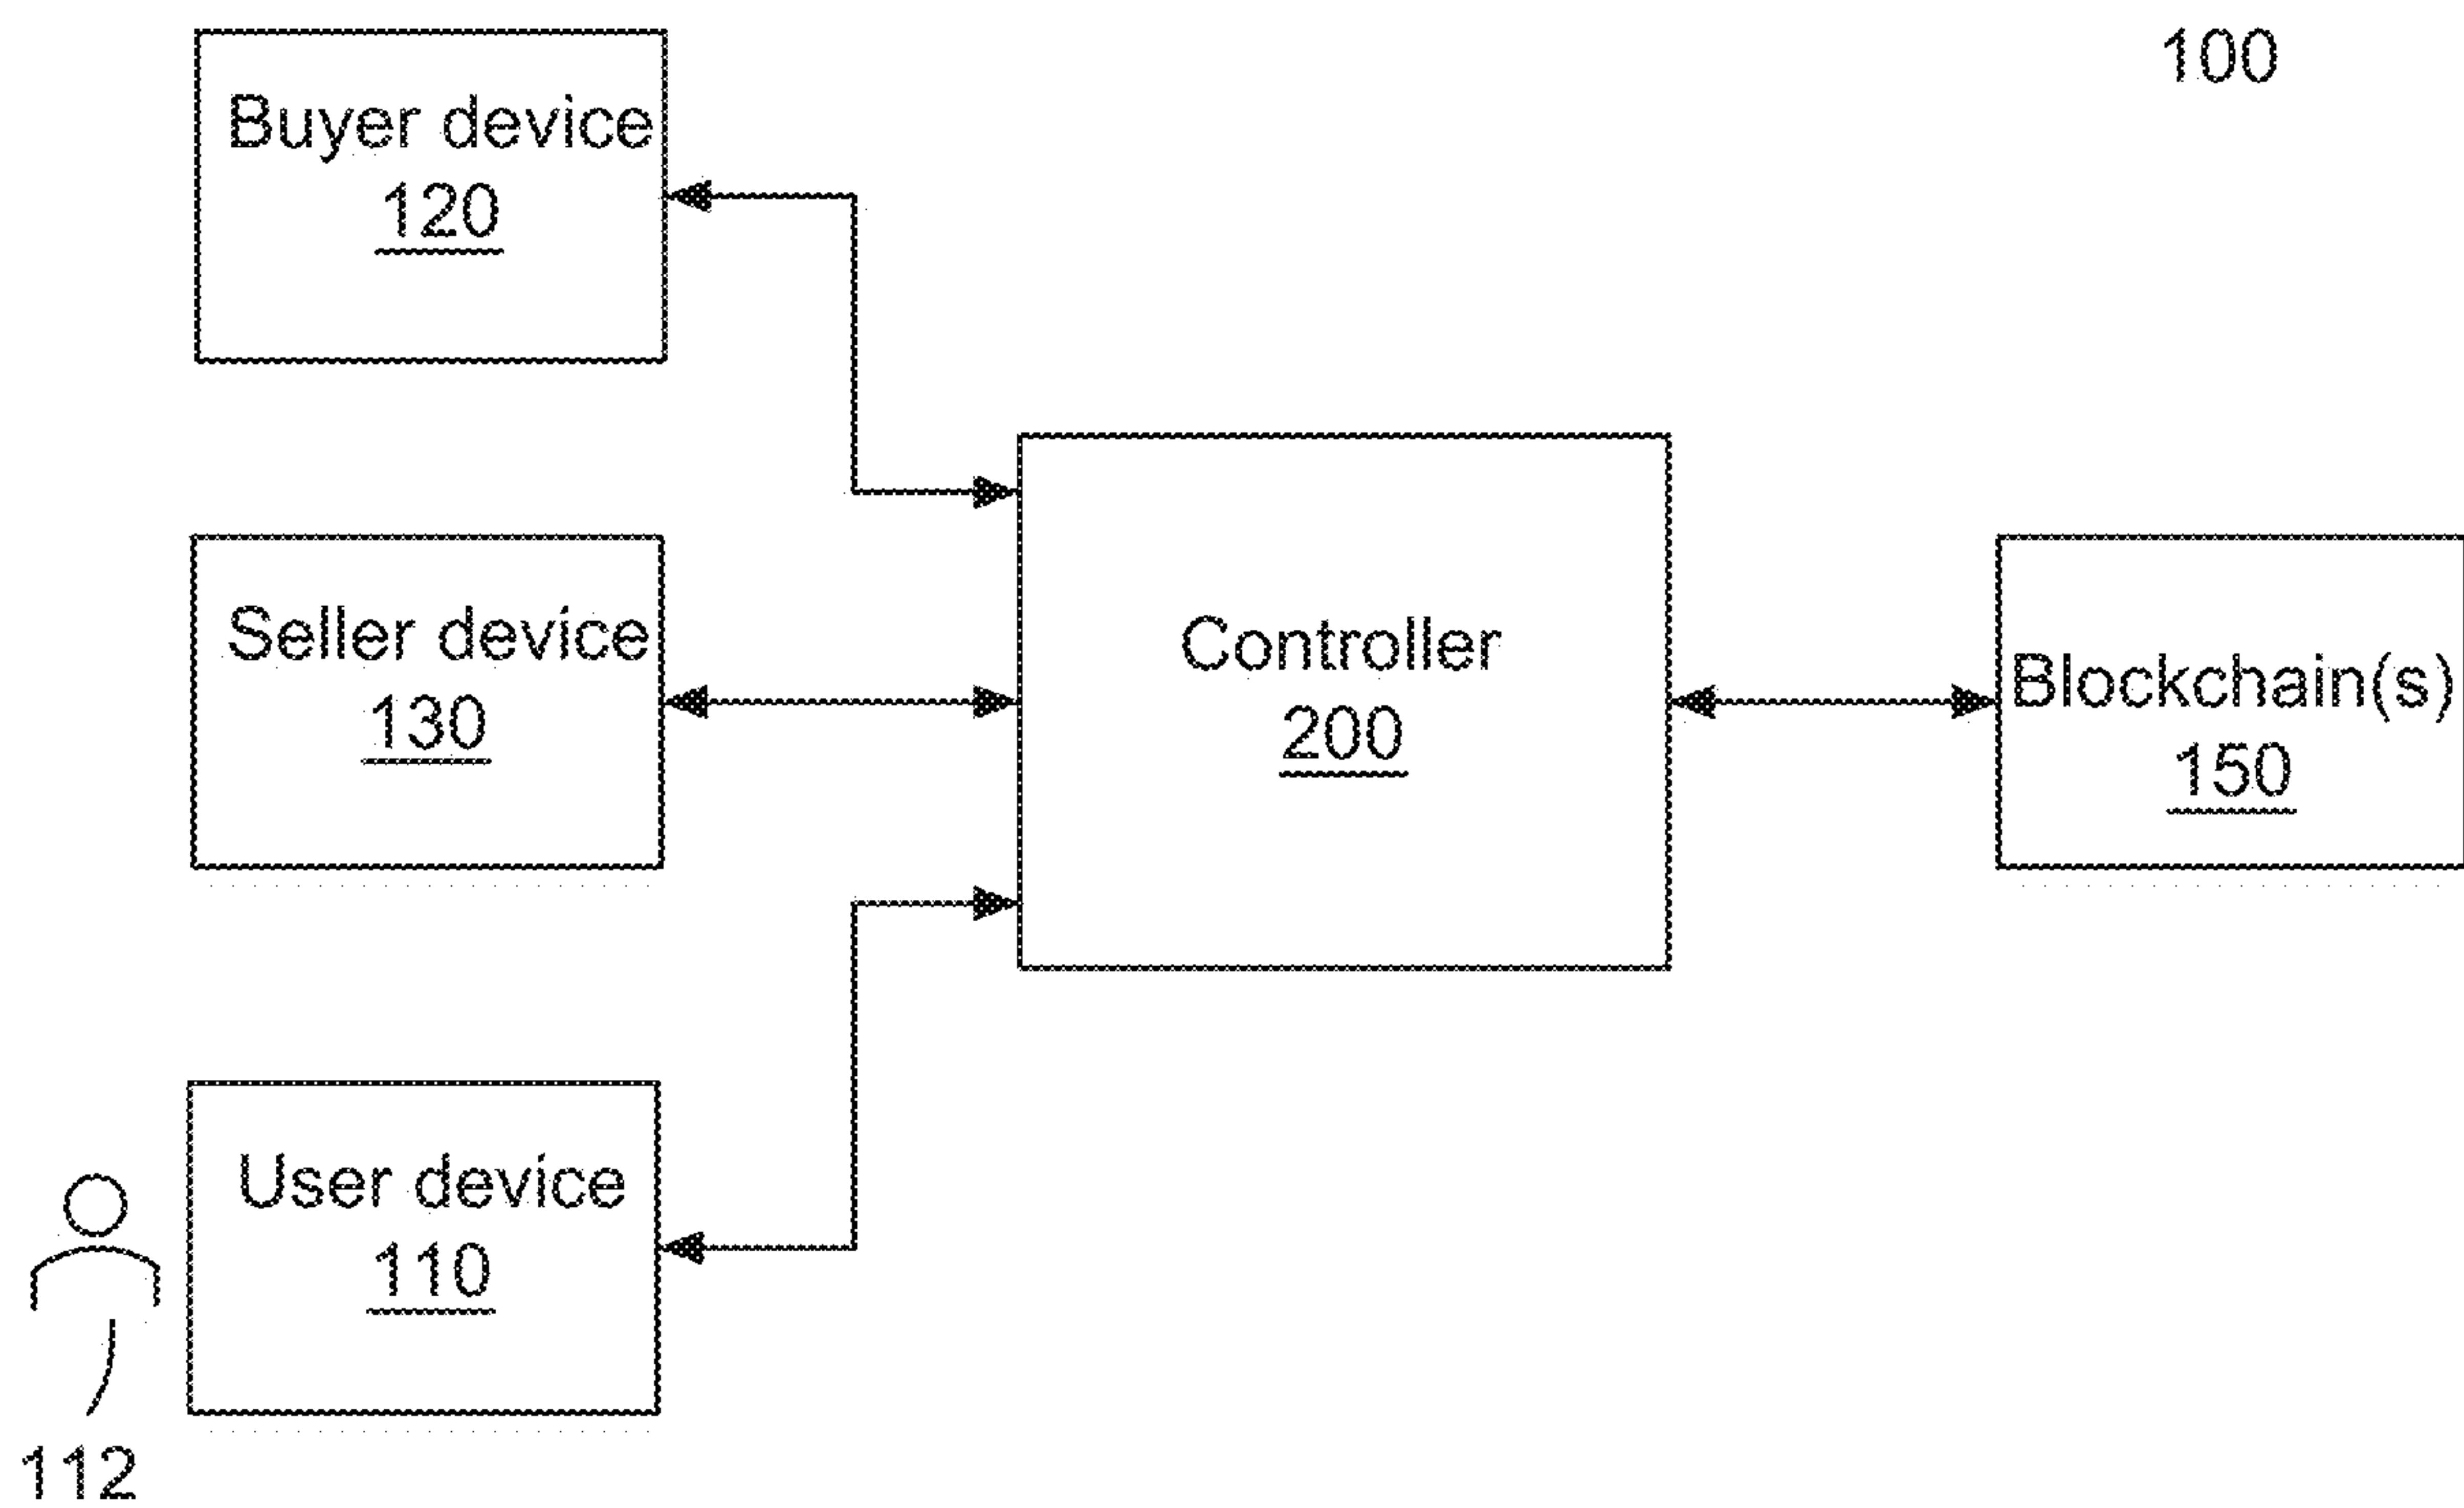 100
Buyer device
120
Seller device
130
Controller
200
Blockchain(s)
150
User device
110
112